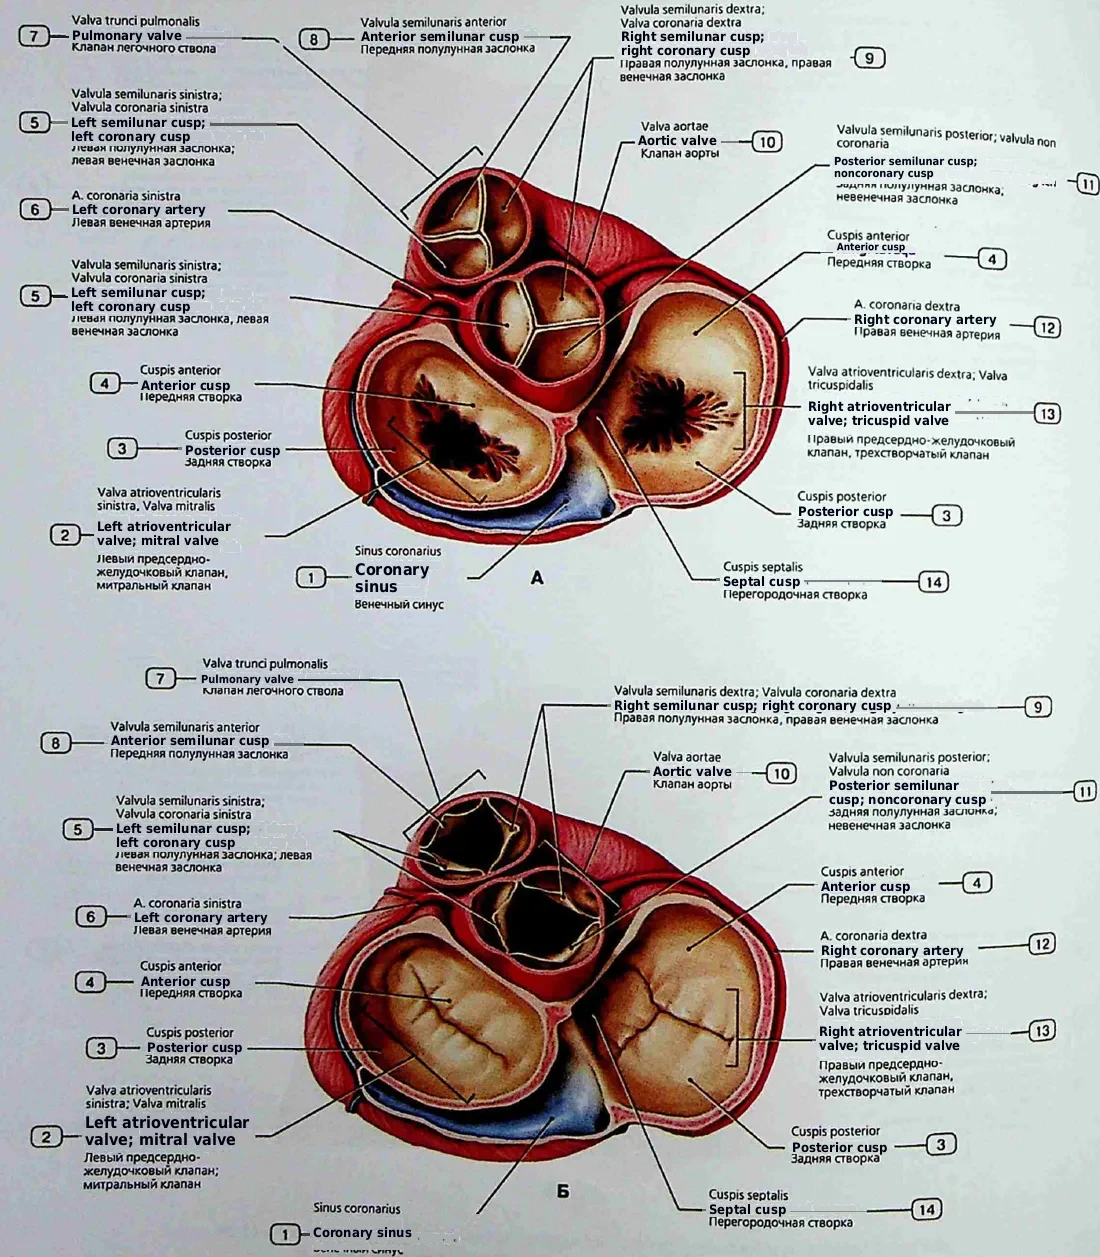 Valva trunci pulmonalis
7 Pulmonary valve
Клапан легочного ствола
Valvula semilunaris anterior
8 Anterior semilunar cusp
Передняя полулунная заслонка
Valvula semilunaris dextra;
Valva coronaria dextra
Right semilunar cusp;
right coronary cusp
9
Правая полулунная заслонка, правая
венечная заслонка
Valvula semilunaris sinistra;
Valvula coronaria sinistra
5 Left semilunar cusp;
left coronary cusp
левая полулунная заслонка;
левая венечная заслонка
Valva aortae
Aortic valve 10
Клапан аорты
Valvula semilunaris posterior; valvula non
coronaria
Posterior semilunar cusp;
noncoronary cusp
11
Задняя полулунная заслонка;
невенечная заслонка
A. coronaria sinistra
6 Left coronary artery
Левая венечная артерия
Cuspis anterior
Anterior cusp
4
Передняя створка
Valvula semilunaris sinistra;
Valvula coronaria sinistra
5 Left semilunar cusp;
left coronary cusp
Левая полулунная заслонка, левая
венечная заслонка
A. coronaria dextra
Right coronary artery 12
Правая венечная артерия
Cuspis anterior
4 Anterior cusp
Передняя створка
Valva atrioventricularis dextra; Valva
tricuspidalis
Right atrioventricular
valve; tricuspid valve
13
Правый предсердно-желудочковый
клапан, трехстворчатый клапан
Cuspis posterior
3 Posterior cusp
Задняя створка
Valva atrioventricularis
sinistra, Valva mitralis
2 Left atrioventricular
valve; mitral valve
Левый предсердно-
желудочковый клапан,
митральный клапан
Cuspis posterior
Posterior cusp 3
Задняя створка
Sinus coronarius
1 Coronary
sinus
Венечный синус
А
Cuspis septalis
Septal cusp 14
Перегородочная створка
Valva trunci pulmonalis
7 Pulmonary valve
Клапан легочного ствола
Valvula semilunaris dextra; Valvula coronaria dextra
Right semilunar cusp; right coronary cusp 9
Правая полулунная заслонка, правая венечная заслонка
Valvula semilunaris anterior
8 Anterior semilunar cusp
Передняя полулунная заслонка
Valva aortae
Aortic valve 10
Клапан аорты
Valvula semilunaris posterior;
Valvula non coronaria
Posterior semilunar
cusp; noncoronary cusp 11
Задняя полулунная заслонка;
невенечная заслонка
Valvula semilunaris sinistra;
Valvula coronaria sinistra
5 Left semilunar cusp;
left coronary cusp
Левая полулунная заслонка; левая
венечная заслонка
Cuspis anterior
Anterior cusp 4
Передняя створка
A. coronaria sinistra
6 Left coronary artery
Левая венечная артерия
A. coronaria dextra
Right coronary artery 12
Правая венечная артерия
Cuspis anterior
4 Anterior cusp
Передняя створка
Valva atrioventricularis dextra;
Valva tricuspidalis
Right atrioventricular
valve; tricuspid valve
13
Правый предсердно-
желудочковый клапан,
трехстворчатый клапан
Cuspis posterior
3 Posterior cusp
Задняя створка
Valva atrioventricularis
sinistra; Valva mitralis
2 Left atrioventricular
valve; mitral valve
Левый предсердно-
желудочковый клапан;
митральный клапан
Cuspis posterior
Posterior cusp 3
Задняя створка
Б
Cuspis septalis
Septal cusp 14
Перегородочная створка
Sinus coronarius
1 Coronary sinus
Венечный синус